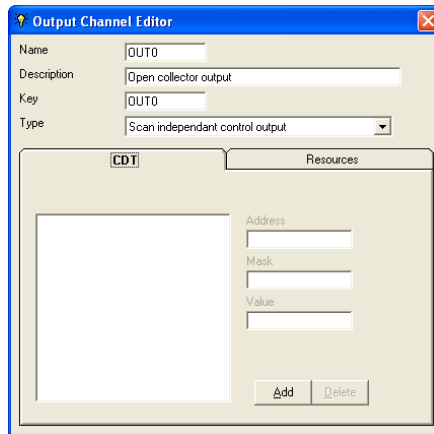 Output Channel Editor
Name OUT0
Description Open collector output
Key OUT0
Type Scan independant control output
CDT Resources
Address
Mask
Value
Add Delete